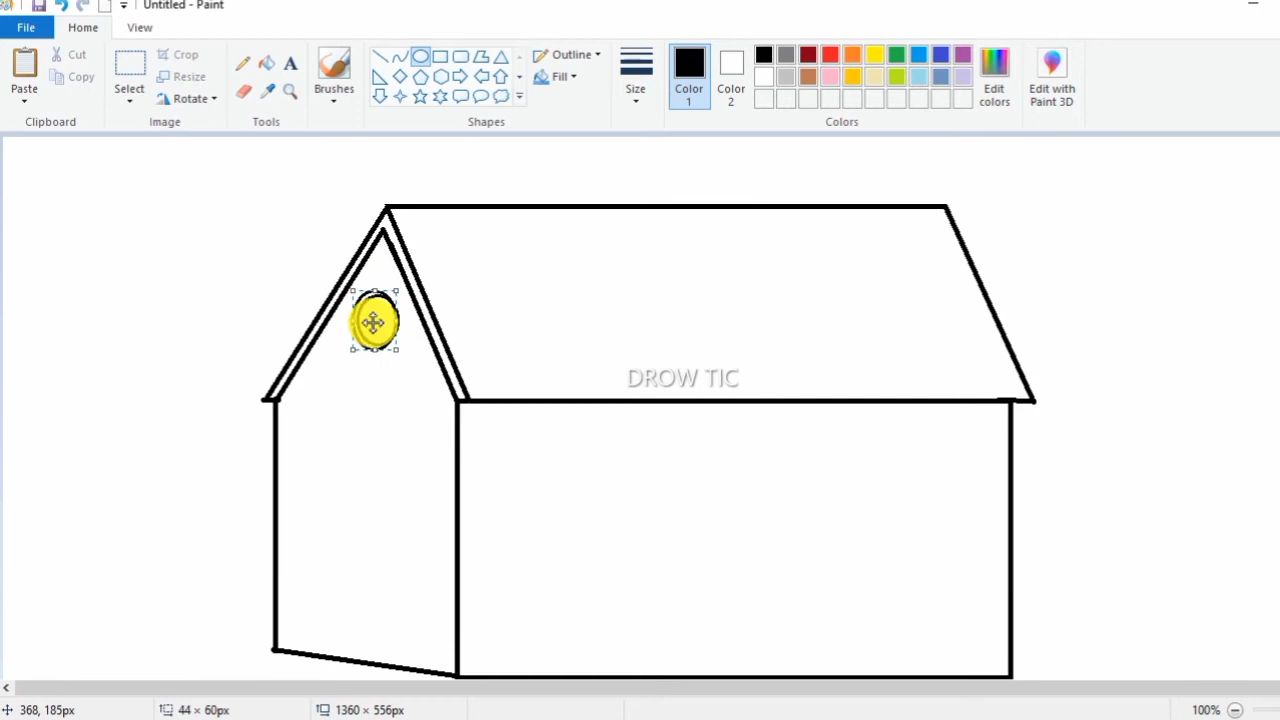 Untitled - Paint
File Home View
Paste
Cut
Copy
Clipboard
Select
Crop
Resize
Rotate
Image
A
Tools
Brushes
Outline
Fill
Shapes
Size
Color
1
Color
2
Edit
colors
Colors
Edit with
Paint 3D
DROW TIC
368, 185px
44 × 60px
1360 × 556px
100%